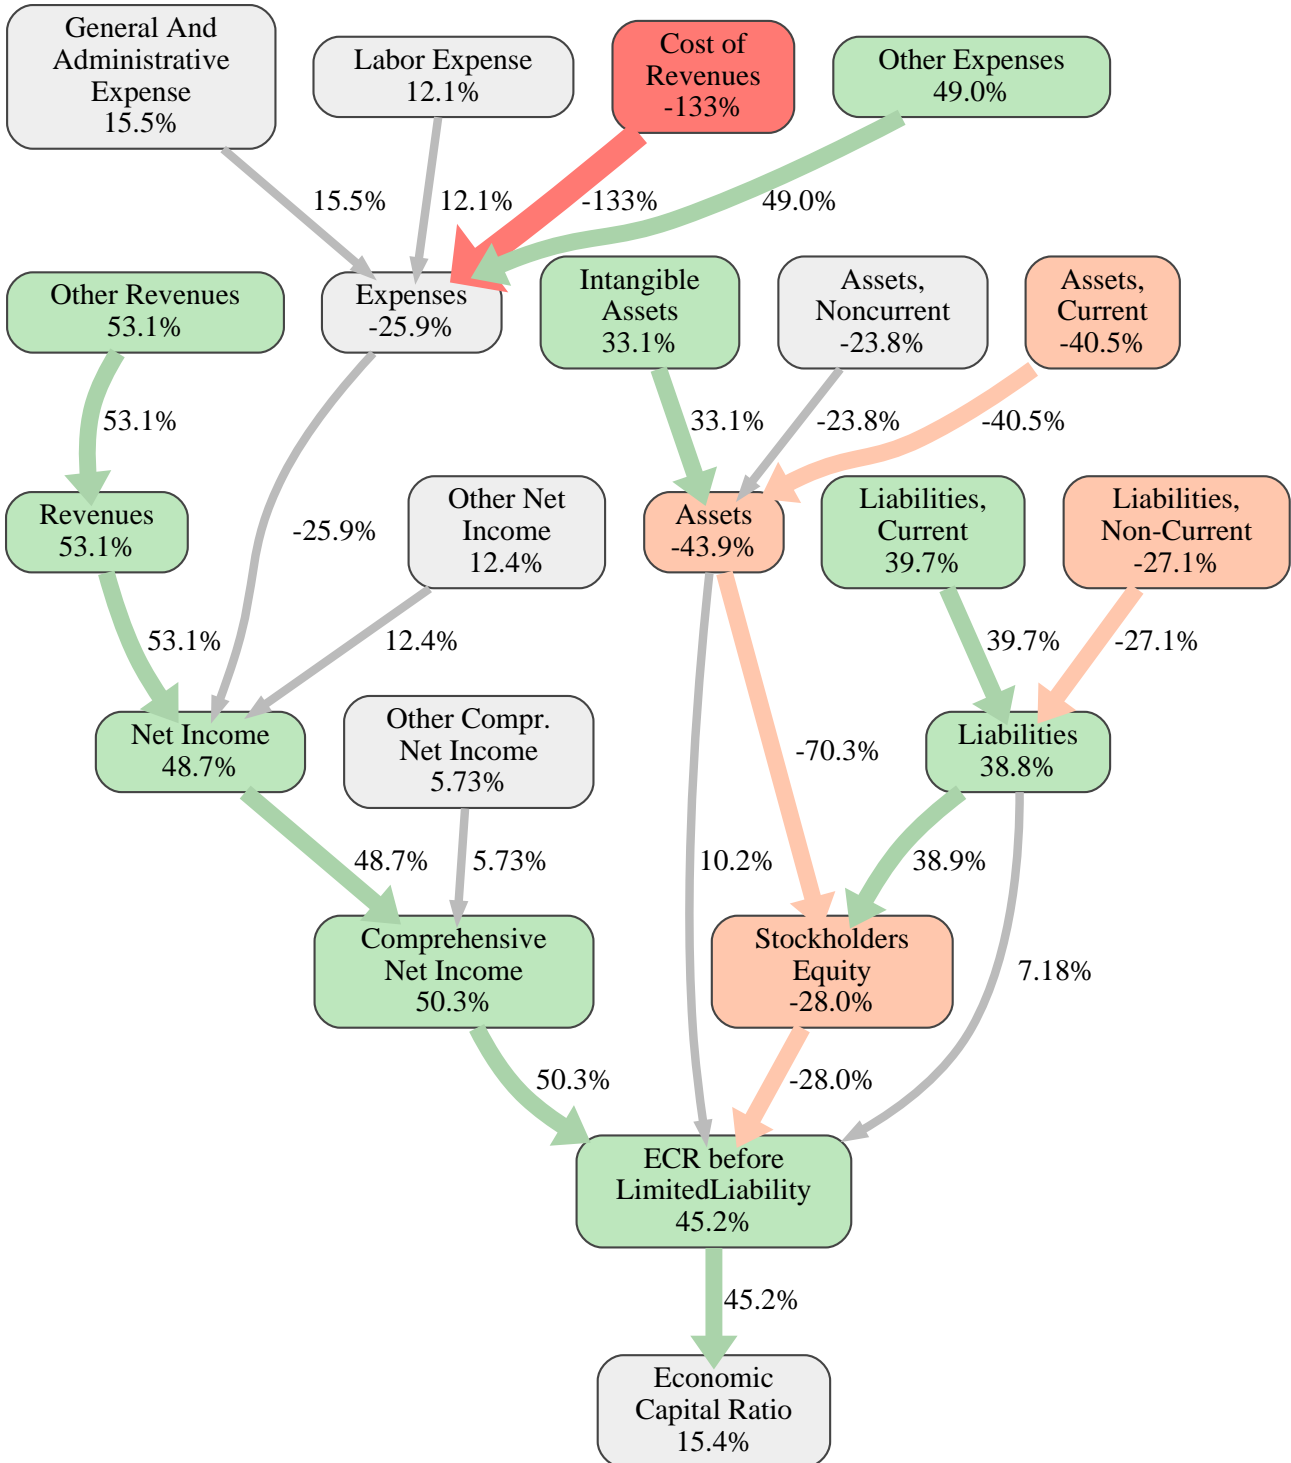 General And
Administrative
Expense
15.5%
Labor Expense
12.1%
Cost of
Revenues
-133%
Other Expenses
49.0%
15.5%
12.1%
-133%
49.0%
Other Revenues
53.1%
Expenses
-25.9%
Intangible
Assets
33.1%
Assets,
Noncurrent
-23.8%
Assets,
Current
-40.5%
53.1%
33.1%
-23.8%
-40.5%
Revenues
53.1%
-25.9%
Other Net
Income
12.4%
Assets
-43.9%
Liabilities,
Current
39.7%
Liabilities,
Non-Current
-27.1%
53.1%
12.4%
39.7%
-27.1%
Net Income
48.7%
Other Compr.
Net Income
5.73%
-70.3%
Liabilities
38.8%
48.7%
5.73%
10.2%
38.9%
Comprehensive
Net Income
50.3%
Stockholders
Equity
-28.0%
7.18%
50.3%
-28.0%
ECR before
LimitedLiability
45.2%
45.2%
Economic
Capital Ratio
15.4%